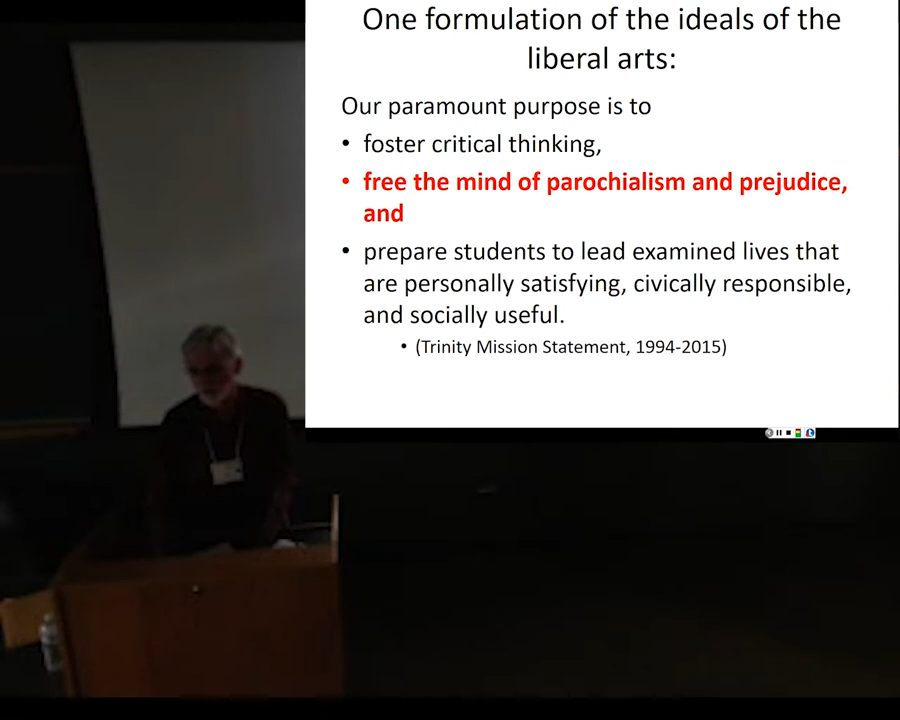 One formulation of the ideals of the
liberal arts:
Our paramount purpose is to
• foster critical thinking,
• free the mind of parochialism and prejudice,
and
• prepare students to lead examined lives that
are personally satisfying, civically responsible,
and socially useful.
• (Trinity Mission Statement, 1994-2015)